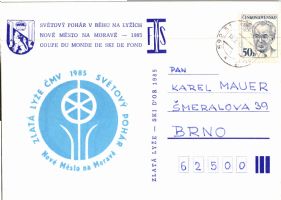 SVĚTOVÝ POHÁR V BĚHU NA LYŽÍCH
NOVÉ MĚSTO NA MORAVĚ — 1985
COUPE DU MONDE DE SKI DE FOND
FIS
ČESKOSLOVENSKO
50h
ZLATÁ LYŽE ČMV 1985 SVĚTOVÝ POHÁR
Nové Město na Moravě
ZLATÁ LYŽE — SKI D'OR 1985
PAN
KAREL MAUER
ŠMERALOVA 39
BRNO
62500